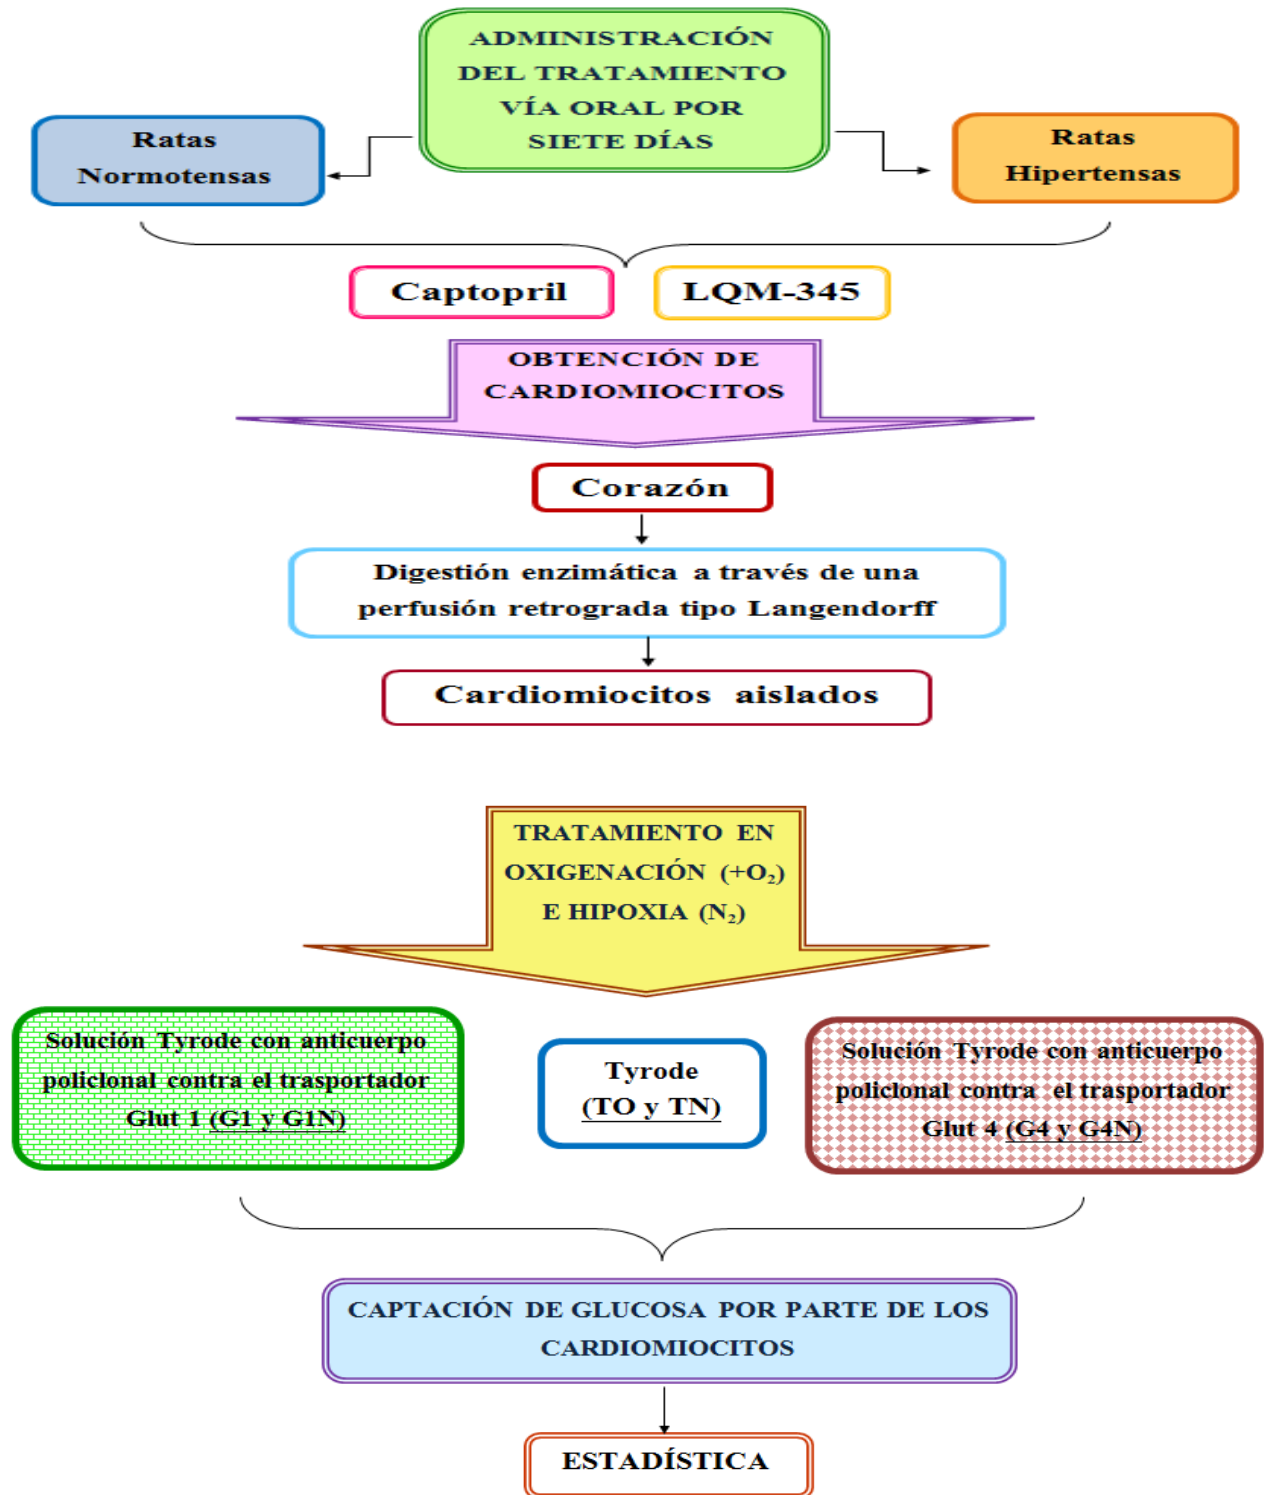 ADMINISTRACIÓN
DEL TRATAMIENTO
VÍA ORAL POR
SIETE DÍAS
Ratas
Normotensas
Ratas
Hipertensas
Captopril
LQM-345
OBTENCIÓN DE
CARDIOMIOCITOS
Corazón
Digestión enzimática a través de una
perfusión retrograda tipo Langendorff
Cardiomiocitos aislados
TRATAMIENTO EN
OXIGENACIÓN (+O₂)
E HIPOXIA (N₂)
Solución Tyrode con anticuerpo
policlonal contra el trasportador
Glut 1 (G1 y G1N)
Tyrode
(TO y TN)
Solución Tyrode con anticuerpo
policlonal contra el trasportador
Glut 4 (G4 y G4N)
CAPTACIÓN DE GLUCOSA POR PARTE DE LOS
CARDIOMIOCITOS
ESTADÍSTICA